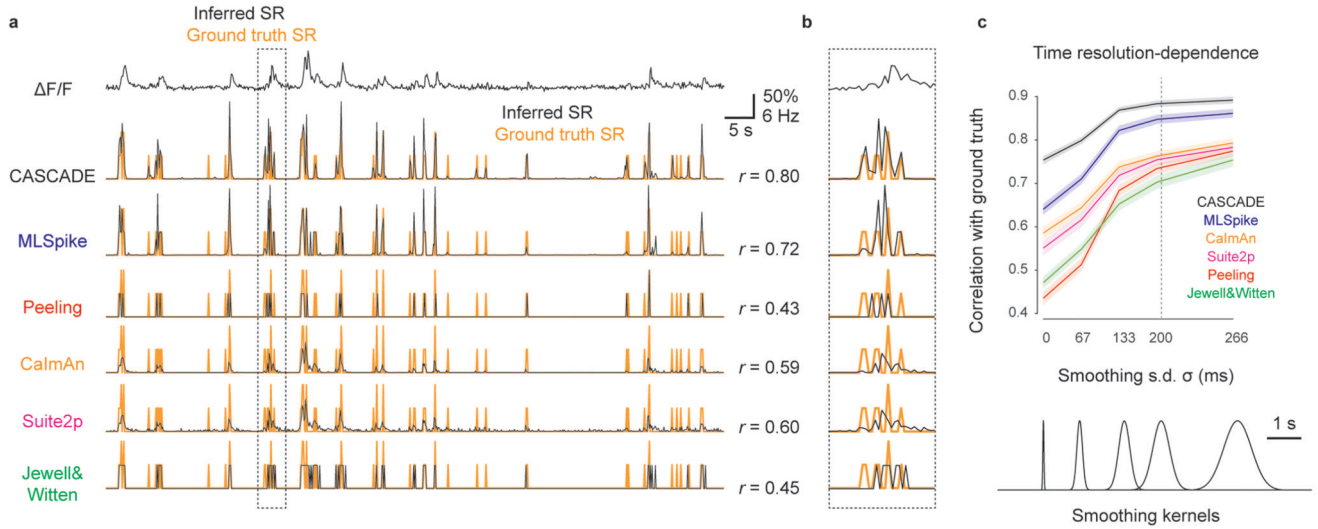 a
Inferred SR
Ground truth SR
ΔF/F
50%
6 Hz
5 s
Inferred SR
Ground truth SR
CASCADE
r = 0.80
MLSpike
r = 0.72
Peeling
r = 0.43
CalmAn
r = 0.59
Suite2p
r = 0.60
Jewell&
Witten
r = 0.45
b
c
Time resolution-dependence
Correlation with ground truth
0.9
0.8
0.7
0.6
0.5
0.4
CASCADE
MLSpike
CalmAn
Suite2p
Peeling
Jewell&Witten
0 67 133 200 266
Smoothing s.d. σ (ms)
1 s
Smoothing kernels